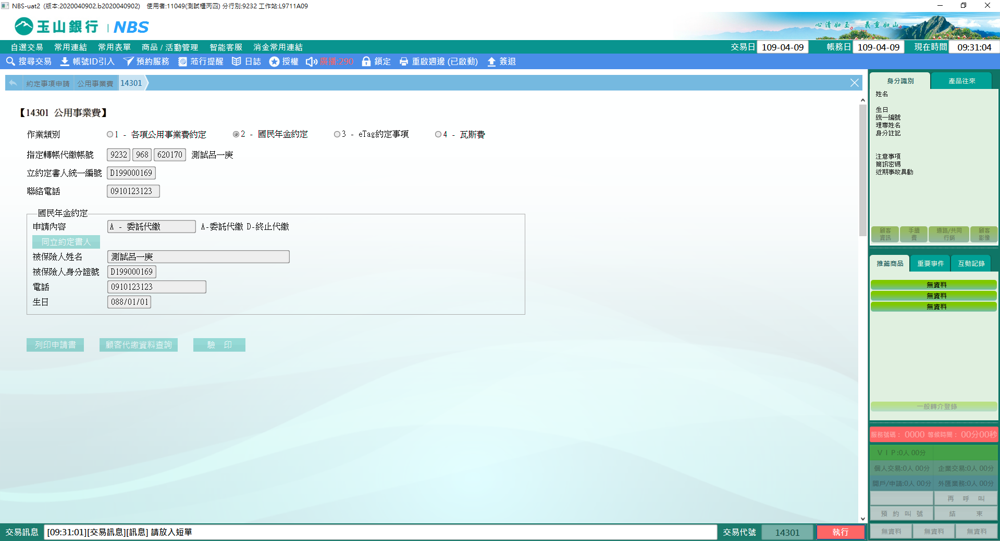 NBS-uat2 (版本:2020040902.b2020040902) 使用者:11049(測試櫃丙四) 分行別:9232 工作站:L9711A09
玉山銀行 | NBS
心清如玉。義重如山。
自選交易 常用連結 常用表單 商品 / 活動管理 智能客服 消金常用連結 交易日 109-04-09 帳務日 109-04-09 現在時間 09:31:04
搜尋交易 帳號ID引入 預約服務 蒞行提醒 日誌 授權 廣播:290 鎖定 重啟週邊 (已啟動) 簽退
約定事項申請 公用事業費 14301
【14301 公用事業費】
作業類別 1 - 各項公用事業費約定 2 - 國民年金約定 3 - eTag約定事項 4 - 瓦斯費
指定轉帳代繳帳號 9232 968 620170 測試呂一庚
立約定書人統一編號 D199000169
聯絡電話 0910123123
國民年金約定
申請內容 A - 委託代繳 A-委託代繳 D-終止代繳
同立約定書人
被保險人姓名 測試呂一庚
被保險人身分證號 D199000169
電話 0910123123
生日 088/01/01
列印申請書 顧客代繳資料查詢 驗 印
身分識別 產品往來
姓名
生日
統一編號
理專姓名
身分註記
注意事項
簡訊密碼
近期事故異動
顧客資訊 手續費 通路/共同行銷 顧客影像
推薦商品 重要事件 互動記錄
無資料
無資料
無資料
一般轉介登錄
服務號碼： 0000 等候時間： 00分00秒
ＶＩＰ:0人 00分
個人交易:0人 00分 企業交易:0人 00分
開戶/申請:0人 00分 外匯業務:0人 00分
再 呼 叫
預 約 叫 號 結 束
無資料 無資料 無資料
交易訊息 [09:31:01][交易訊息][訊息] 請放入短單 交易代號 14301 執行